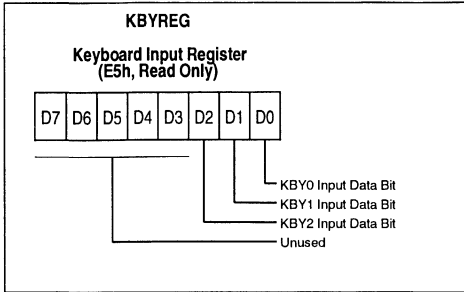 KBYREG
Keyboard Input Register
(E5h, Read Only)
D7 D6 D5 D4 D3 D2 D1 D0
KBY0 Input Data Bit
KBY1 Input Data Bit
KBY2 Input Data Bit
Unused